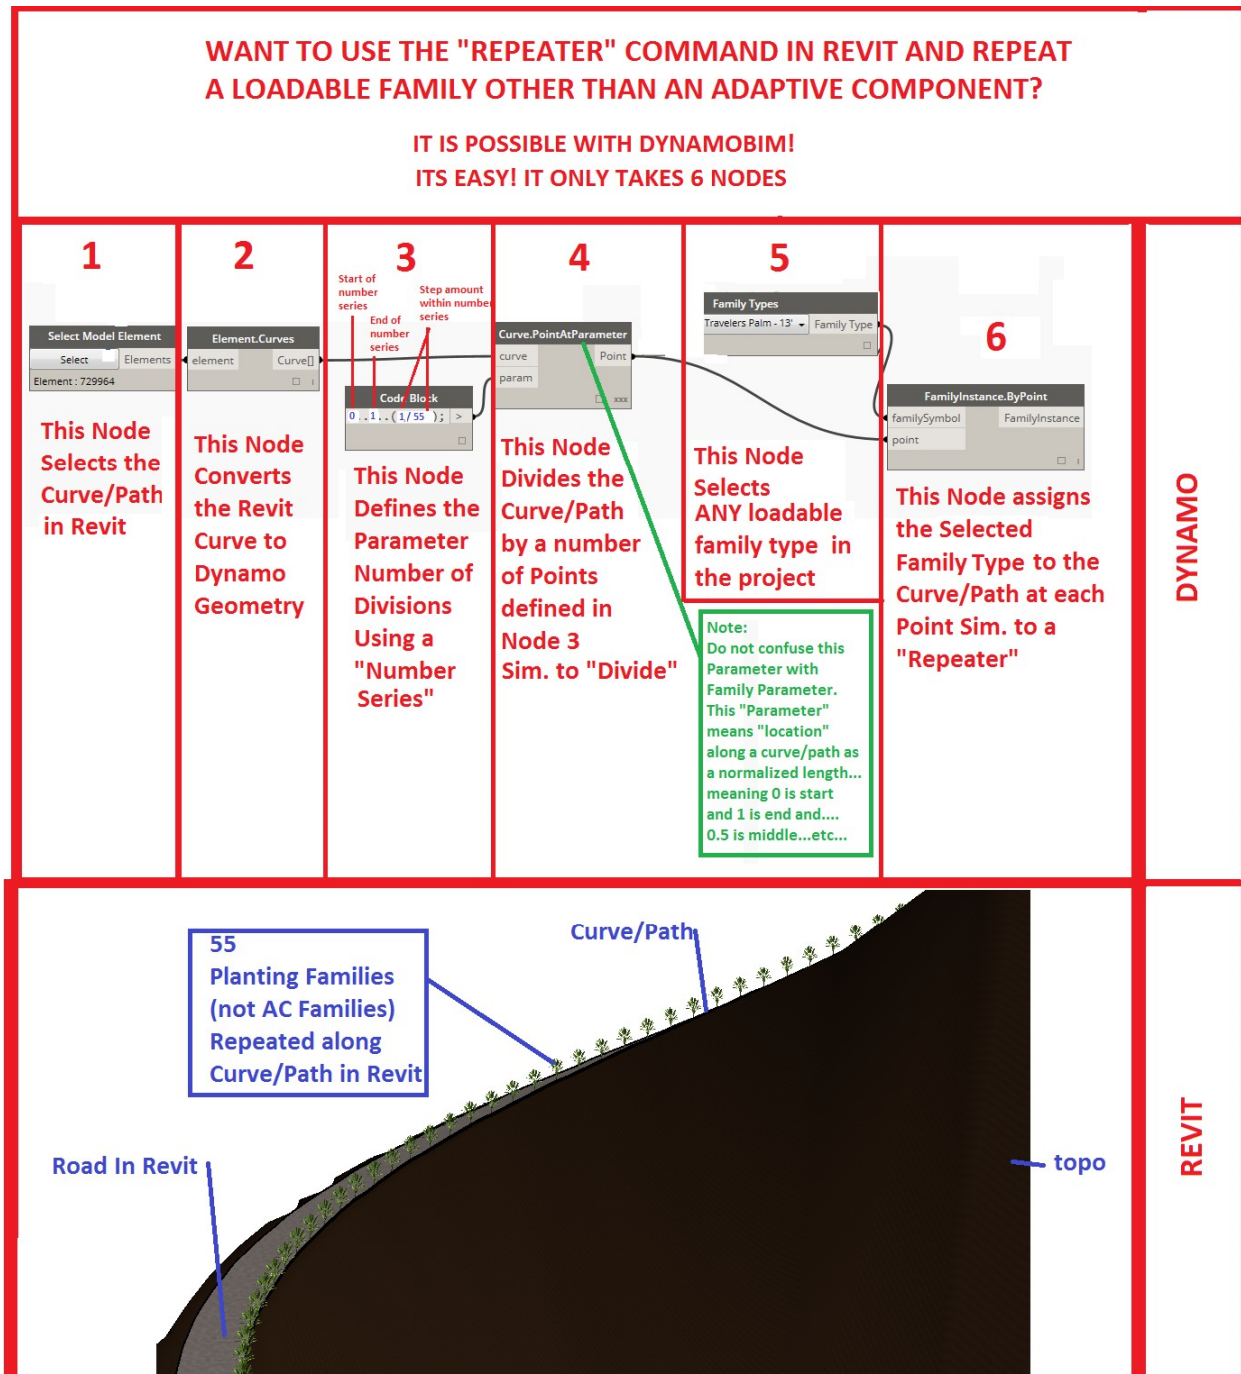 WANT TO USE THE "REPEATER" COMMAND IN REVIT AND REPEAT
A LOADABLE FAMILY OTHER THAN AN ADAPTIVE COMPONENT?
IT IS POSSIBLE WITH DYNAMOBIM!
ITS EASY! IT ONLY TAKES 6 NODES
1
Select Model Element
Select
Elements
Element : 729964
This Node
Selects the
Curve/Path
in Revit
2
Element.Curves
element
Curve[]
This Node
Converts
the Revit
Curve to
Dynamo
Geometry
3
Start of
number
series
End of
number
series
Step amount
within number
series
Code Block
0..1..(1/55);
>
This Node
Defines the
Parameter
Number of
Divisions
Using a
"Number
Series"
4
Curve.PointAtParameter
curve
Point
param
xxx
This Node
Divides the
Curve/Path
by a number
of Points
defined in
Node 3
Sim. to "Divide"
5
Family Types
Travelers Palm - 13'
Family Type
This Node
Selects
ANY loadable
family type in
the project
Note:
Do not confuse this
Parameter with
Family Parameter.
This "Parameter"
means "location"
along a curve/path as
a normalized length...
meaning 0 is start
and 1 is end and....
0.5 is middle...etc...
6
FamilyInstance.ByPoint
familySymbol
FamilyInstance
point
This Node assigns
the Selected
Family Type to the
Curve/Path at each
Point Sim. to a
"Repeater"
DYNAMO
55
Planting Families
(not AC Families)
Repeated along
Curve/Path in Revit
Curve/Path
Road In Revit
topo
REVIT